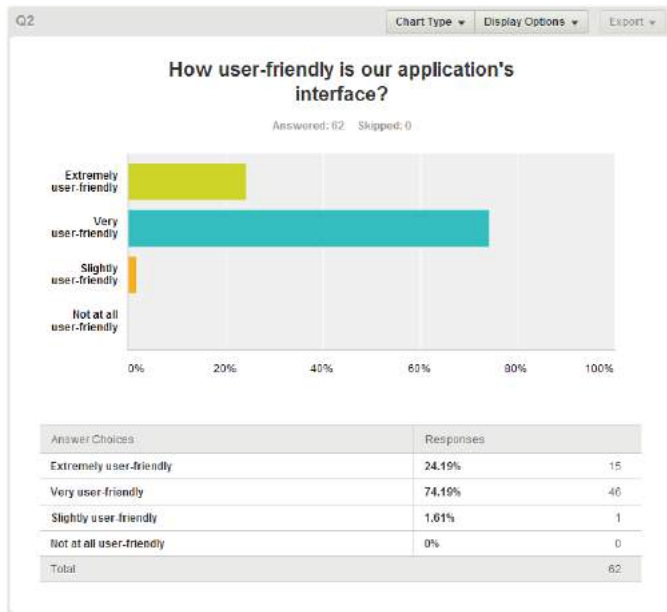 Q2
Chart Type
Display Options
Export
How user-friendly is our application's
interface?
Answered: 62 Skipped: 0
Extremely
user-friendly
Very
user-friendly
Slightly
user-friendly
Not at all
user-friendly
0% 20% 40% 60% 80% 100%
Answer Choices Responses
Extremely user-friendly 24.19% 15
Very user-friendly 74.19% 46
Slightly user-friendly 1.61% 1
Not at all user-friendly 0% 0
Total 62